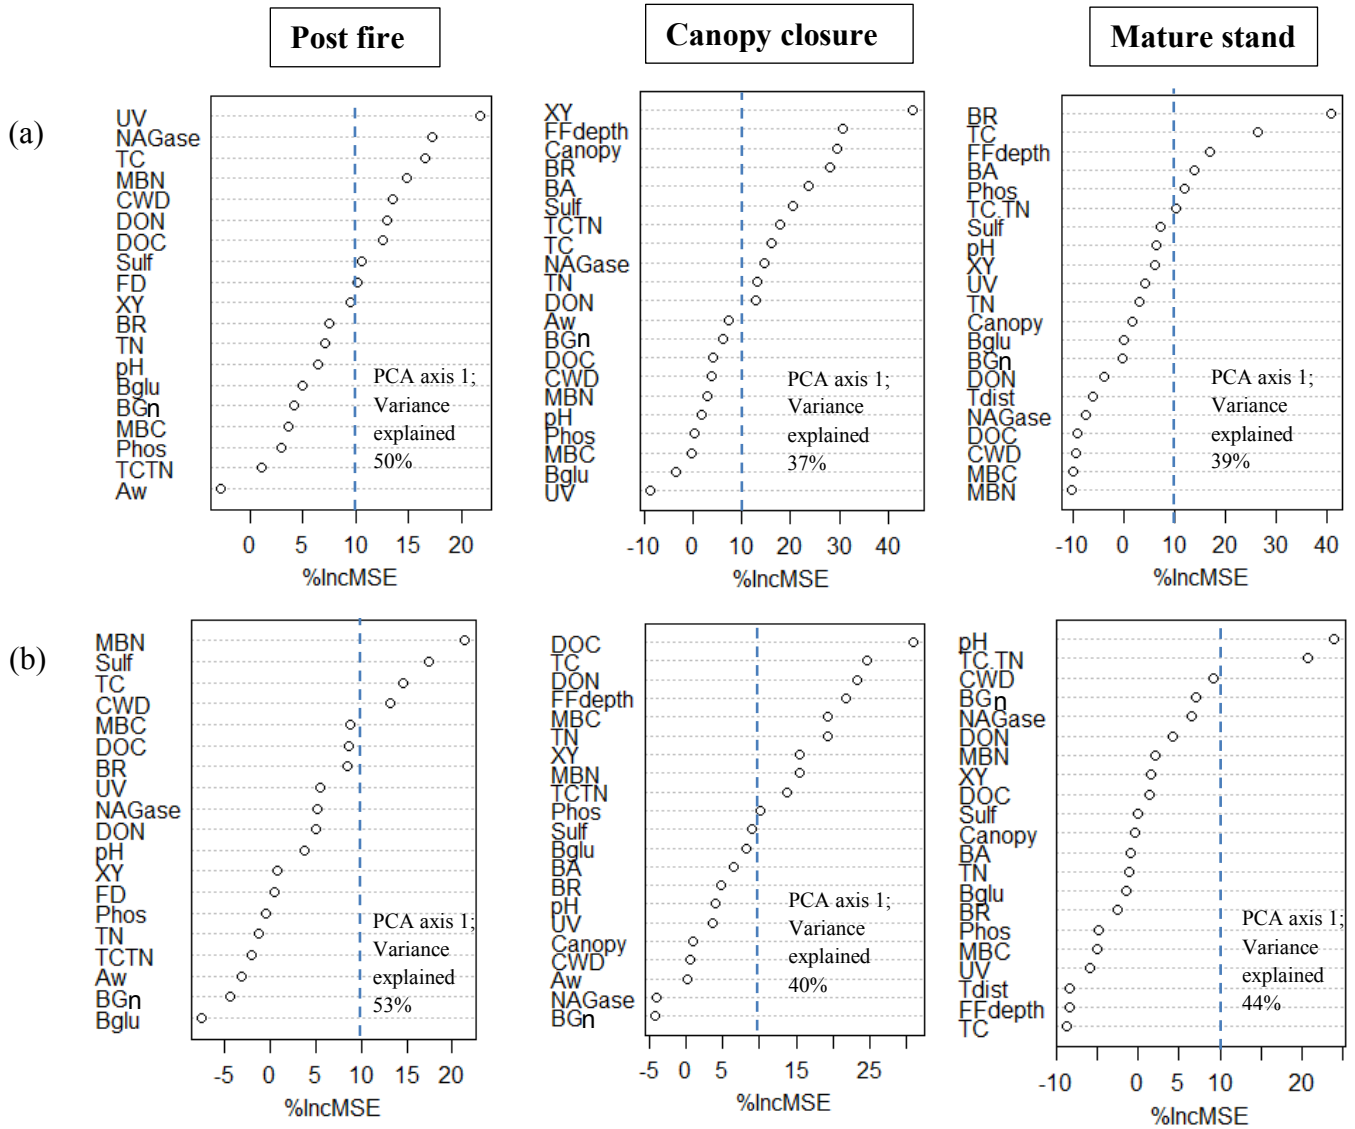 Post fire
Canopy closure
Mature stand
(a)
UV
NAGase
TC
MBN
CWD
DON
DOC
Sulf
FD
XY
BR
TN
pH
Bglu
BGn
MBC
Phos
TCTN
Aw
PCA axis 1;
Variance
explained
50%
0 5 10 15 20
%IncMSE
XY
FFdepth
Canopy
BR
BA
Sulf
TCTN
TC
NAGase
TN
DON
Aw
BGn
DOC
CWD
MBN
pH
Phos
MBC
Bglu
UV
PCA axis 1;
Variance
explained
37%
-10 0 10 20 30 40
%IncMSE
BR
TC
FFdepth
BA
Phos
TC.TN
Sulf
pH
XY
UV
TN
Canopy
Bglu
BGn
DON
Tdist
NAGase
DOC
CWD
MBC
MBN
PCA axis 1;
Variance
explained
39%
-10 0 10 20 30 40
%IncMSE
(b)
MBN
Sulf
TC
CWD
MBC
DOC
BR
UV
NAGase
DON
pH
XY
FD
Phos
TN
TCTN
Aw
BGn
Bglu
PCA axis 1;
Variance
explained
53%
-5 0 5 10 15 20
%IncMSE
DOC
TC
DON
FFdepth
MBC
TN
XY
MBN
TCTN
Phos
Sulf
Bglu
BA
BR
pH
UV
Canopy
CWD
Aw
NAGase
BGn
PCA axis 1;
Variance
explained
40%
-5 0 5 15 25
%IncMSE
pH
TC.TN
CWD
BGn
NAGase
DON
MBN
XY
DOC
Sulf
Canopy
BA
TN
Bglu
BR
Phos
MBC
UV
Tdist
FFdepth
TC
PCA axis 1;
Variance
explained
44%
-10 0 5 10 20
%IncMSE